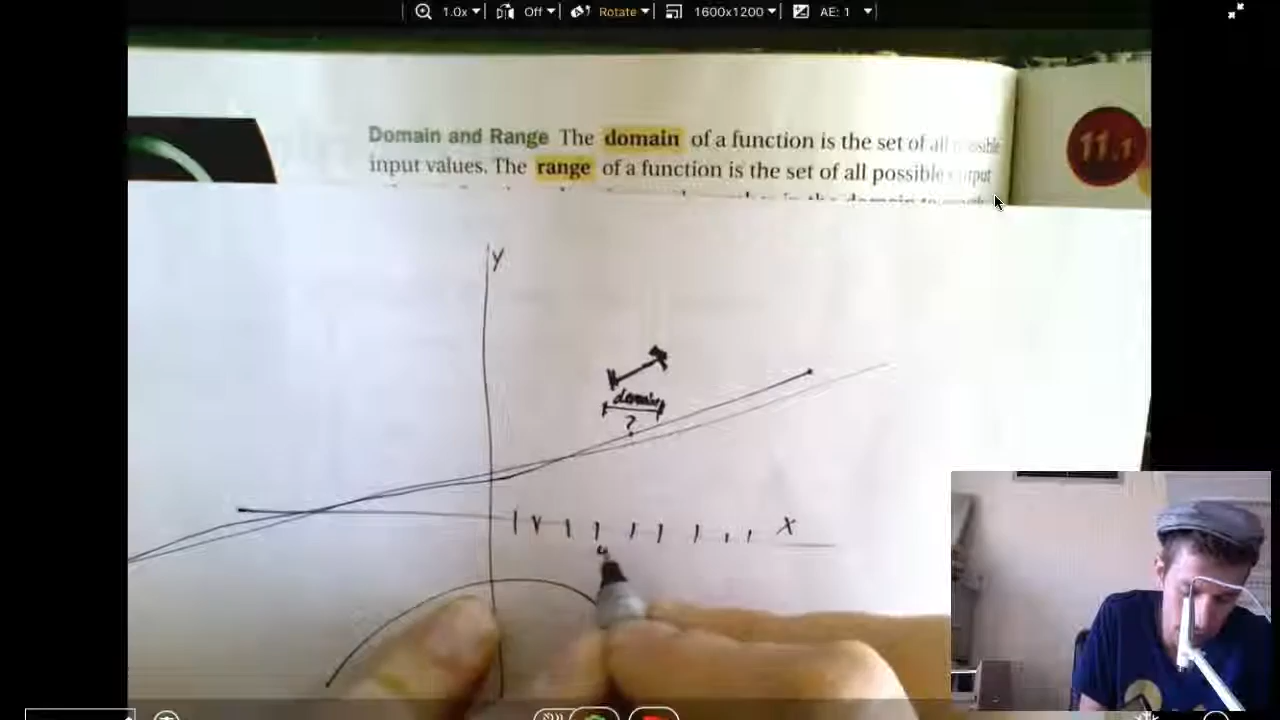 1.0x Off Rotate 1600x1200 AE: 1
Domain and Range The domain of a function is the set of all possible
input values. The range of a function is the set of all possible output
11.1
y
domain
?
x